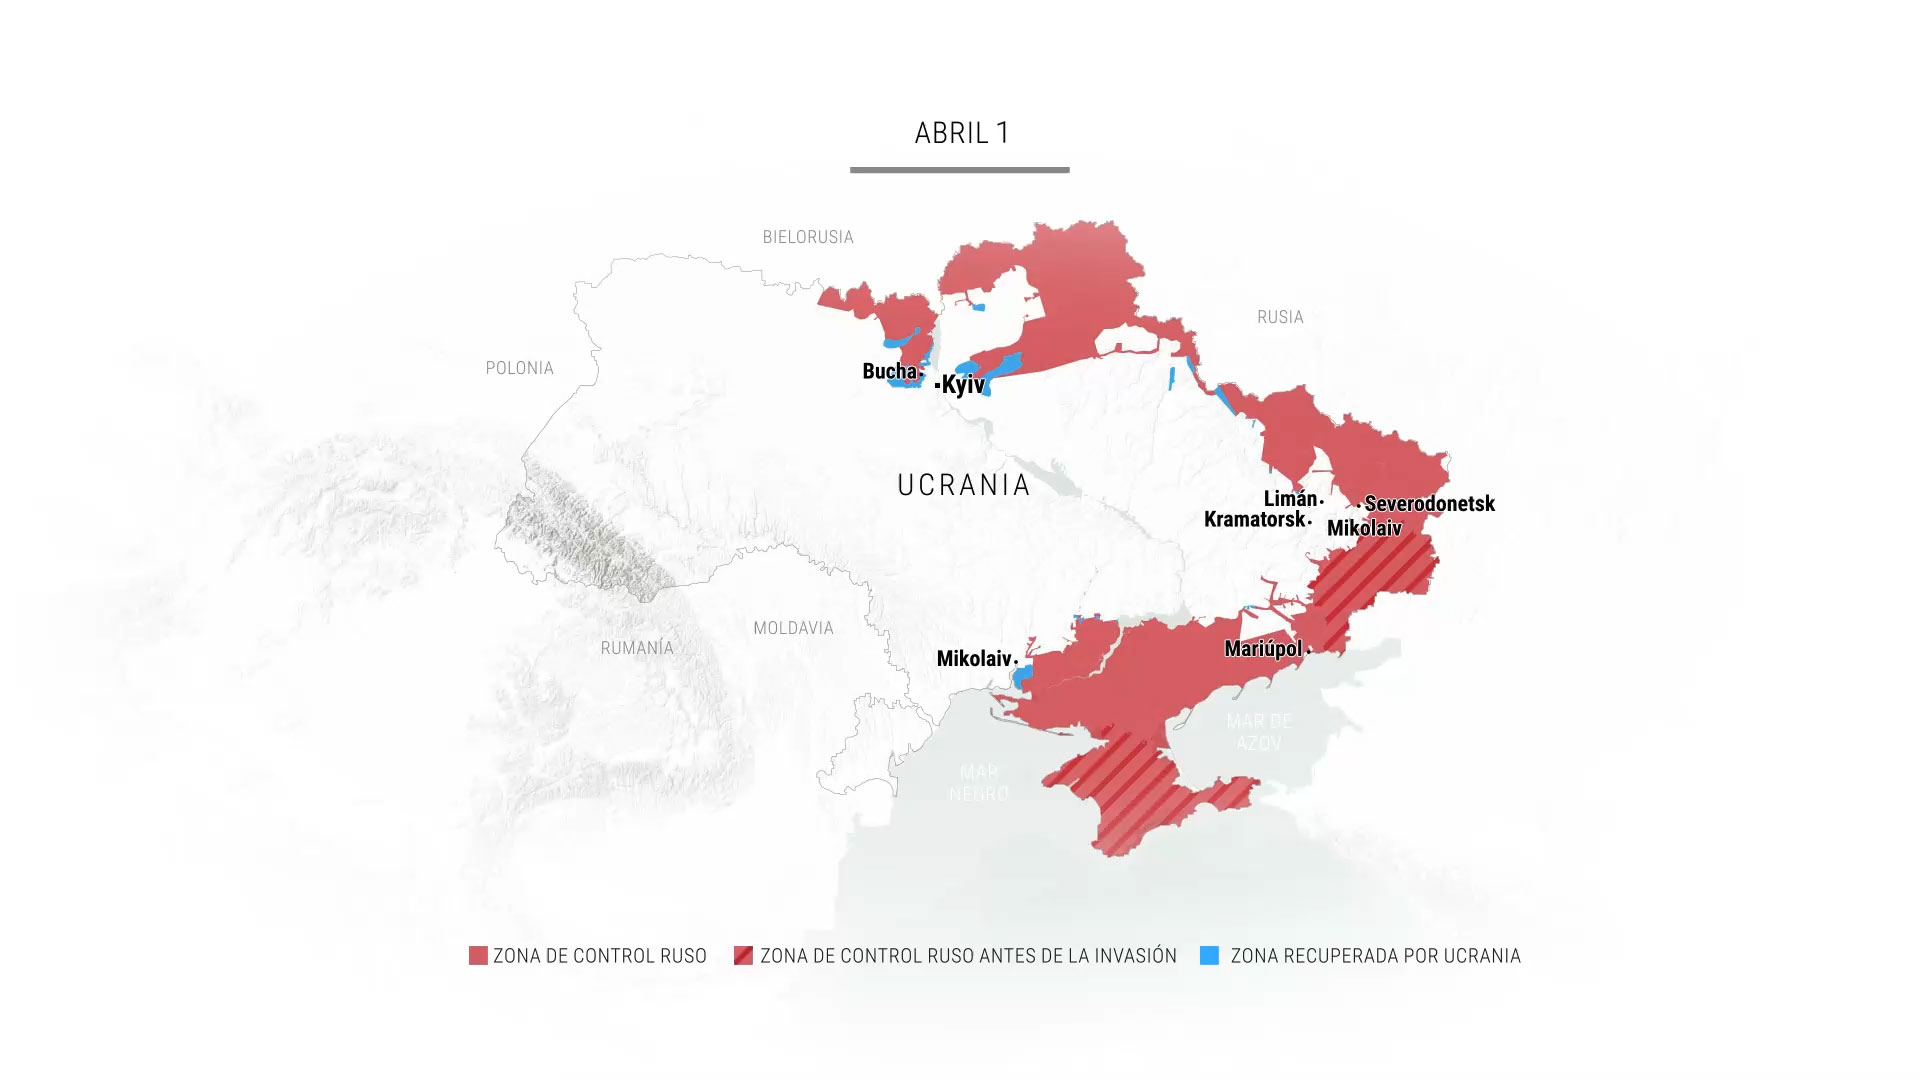 ABRIL 1
BIELORUSIA
RUSIA
POLONIA
Bucha
Kyiv
UCRANIA
Limán
Severodonetsk
Kramatorsk
Mikolaiv
MOLDAVIA
RUMANÍA
Mikolaiv
Mariúpol
MAR DE
AZOV
MAR
NEGRO
ZONA DE CONTROL RUSO
ZONA DE CONTROL RUSO ANTES DE LA INVASIÓN
ZONA RECUPERADA POR UCRANIA